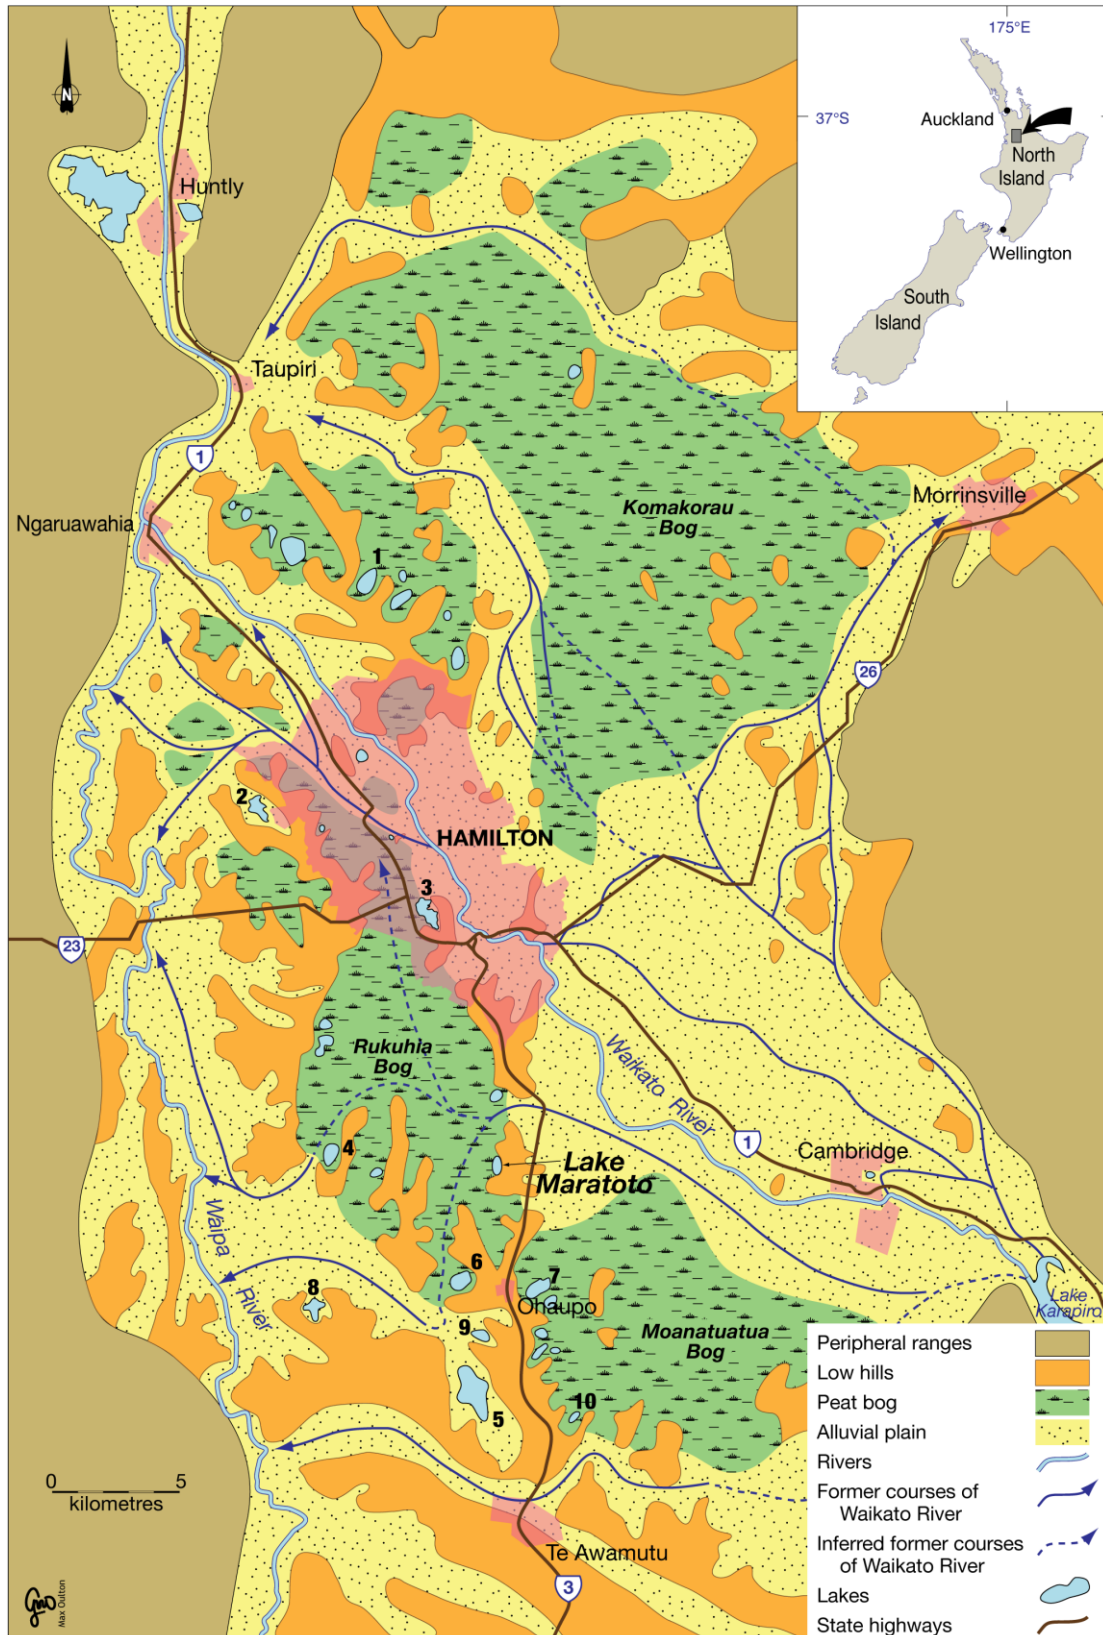 175°E
37°S
Auckland
North
Island
Wellington
South
Island
N
Huntly
Taupiri
1
Ngaruawahia
Komakorau
Bog
Morrinsville
1
26
2
HAMILTON
3
23
Rukuhia
Bog
Waikato River
4
Lake
Maratoto
1
Cambridge
Waipa River
6
7
8
Ohaupo
9
Moanatuatua
Bog
Lake
Karapiro
5
10
0 5
kilometres
Te Awamutu
3
Peripheral ranges
Low hills
Peat bog
Alluvial plain
Rivers
Former courses of
Waikato River
Inferred former courses
of Waikato River
Lakes
State highways
Max Oulton